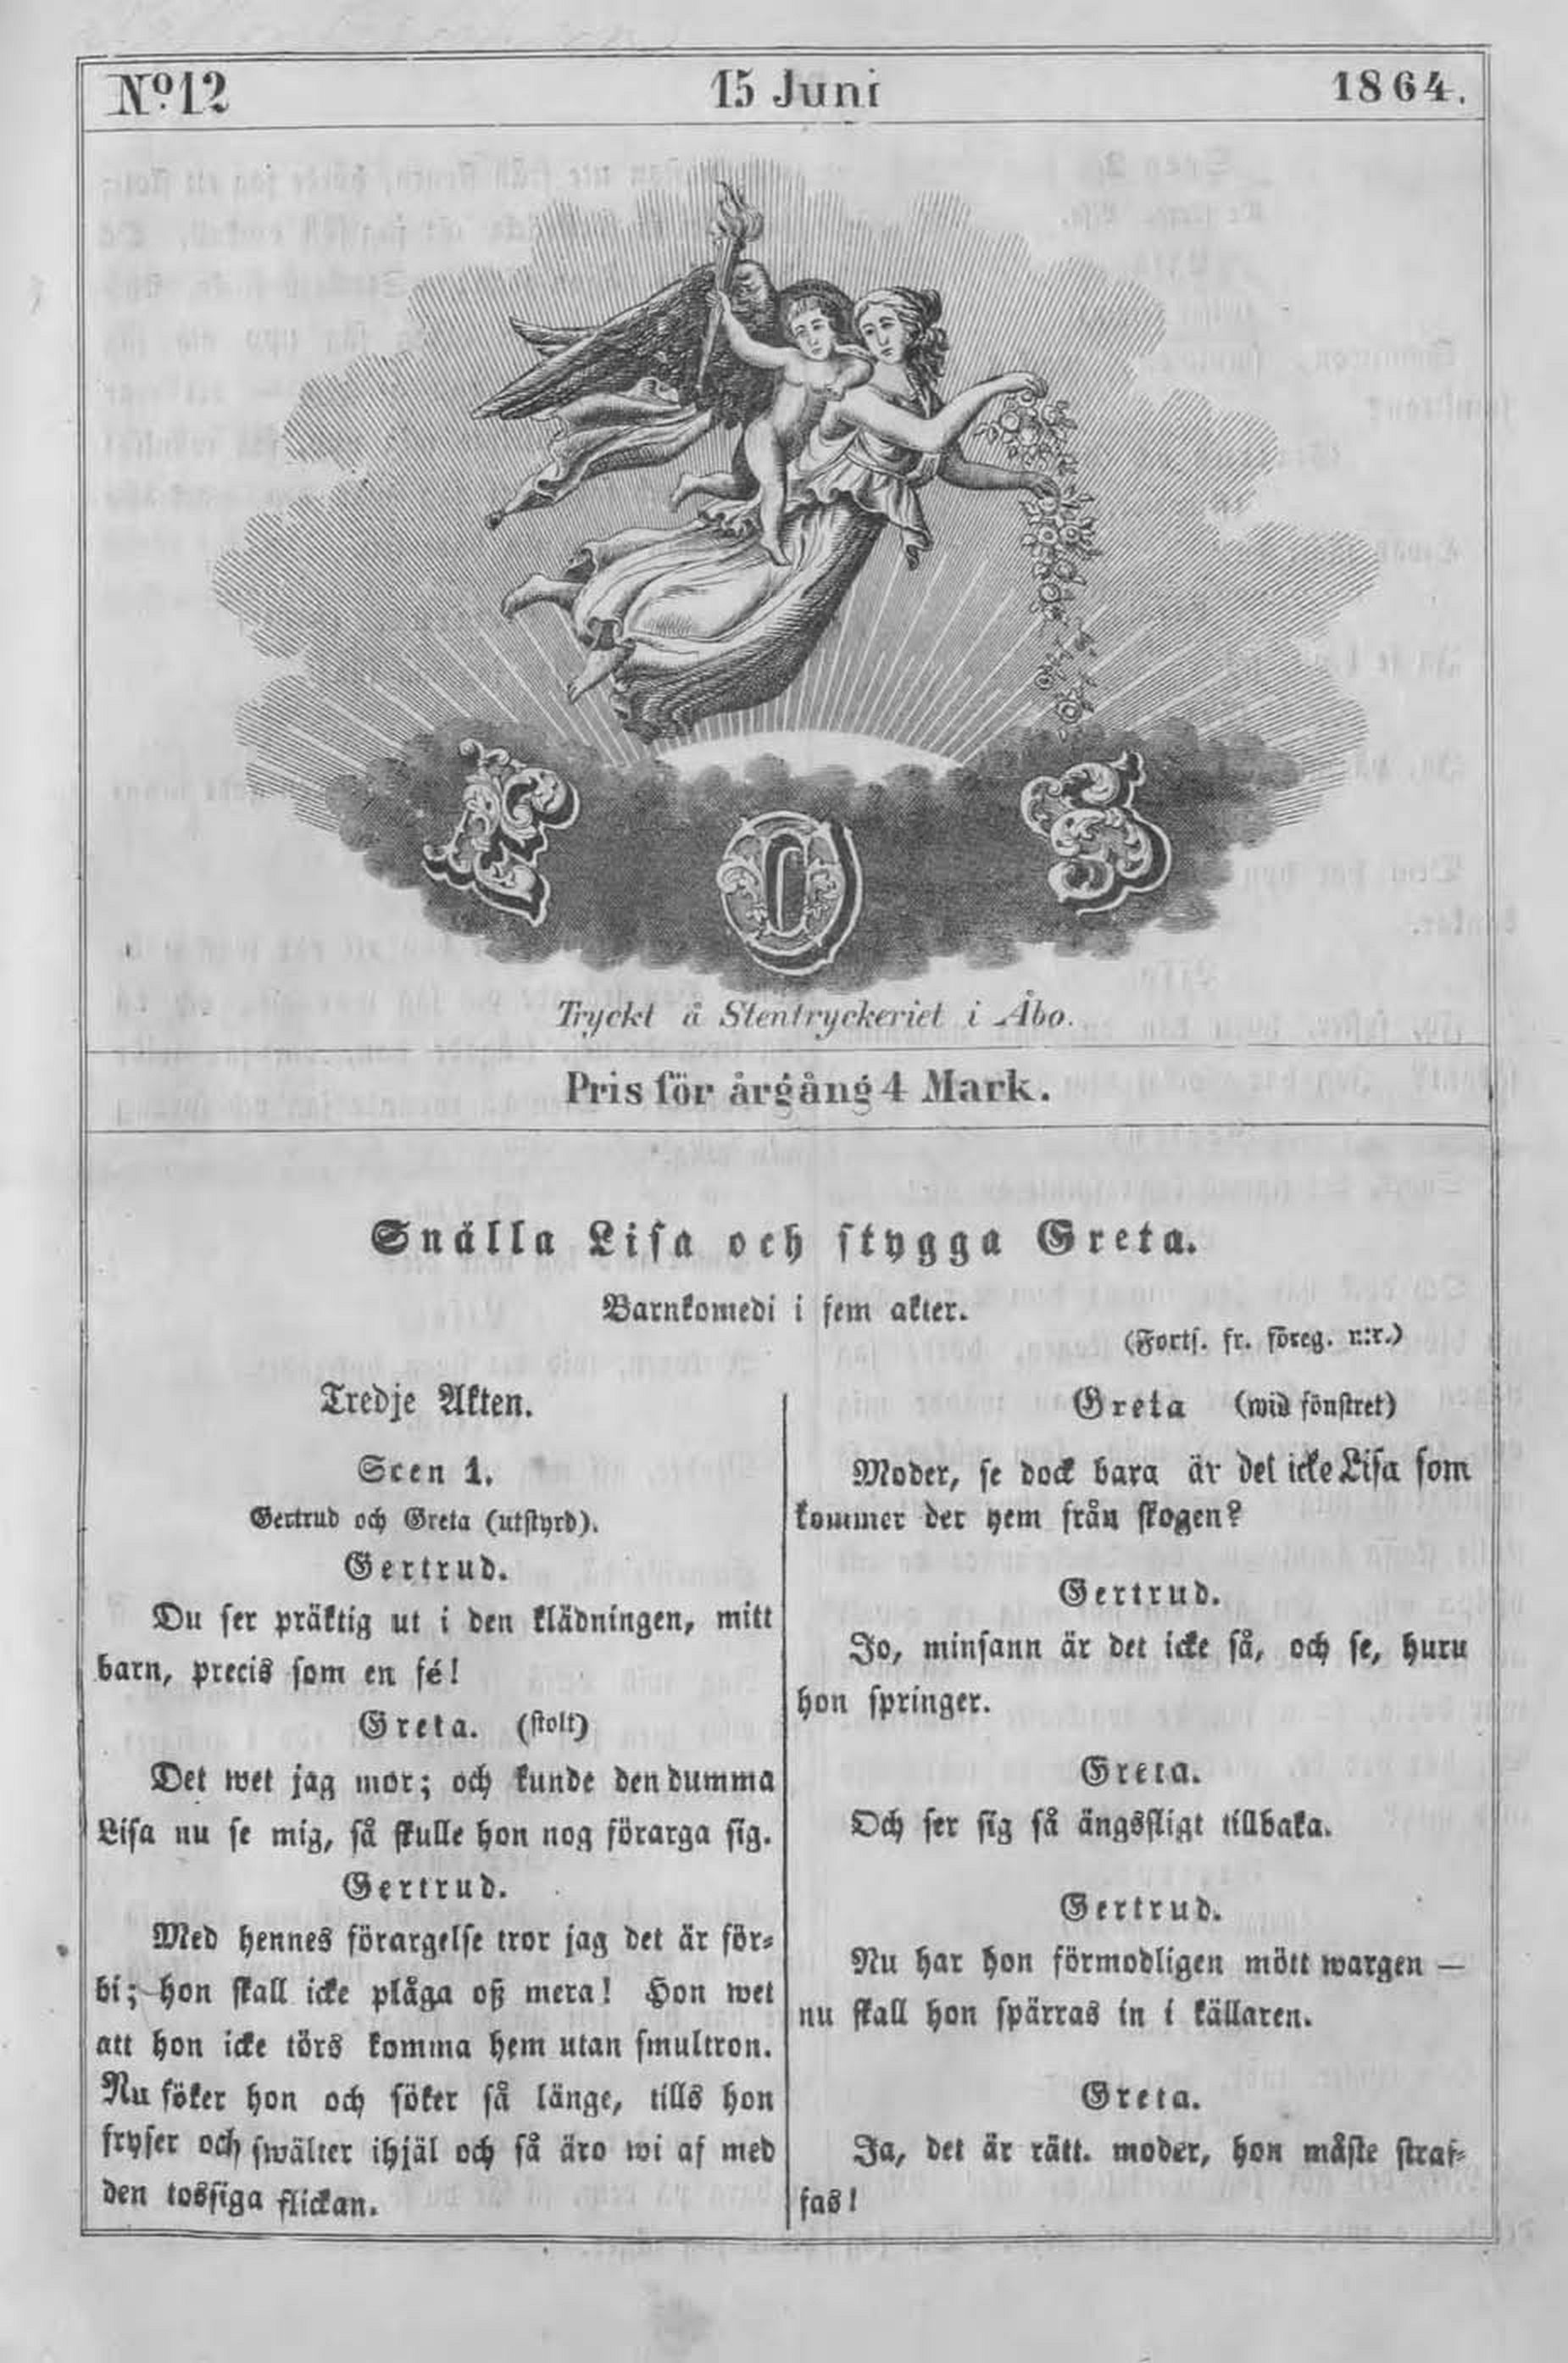 No. 12
15 Juni
1864.
EOS
Tryckt å Stentryckeriet i Åbo.
Pris för årgång 4 Mark.
Snälla Lisa och stygga Greta.
Barnkomedi i fem akter.
(Forts. fr. föreg. n:r.)
Tredje Akten.
Scen 1.
Gertrud och Greta (utstyrd).
Gertrud.
Du ser präktig ut i den klädningen, mitt
barn, precis som en fé!
Greta. (stolt)
Det wet jag mor; och kunde den dumma
Lisa nu se mig, så skulle hon nog förarga sig.
Gertrud.
Med hennes förargelse tror jag det är för-
bi; hon skall icke plåga oss mera! Hon wet
att hon icke törs komma hem utan smultron.
Nu söker hon och söker så länge, tills hon
fryser och swälter ihjäl och så äro wi af med
den tossiga flickan.
Greta (wid fönstret)
Moder, se dock bara är det icke Lisa som
kommer der hem från skogen?
Gertrud.
Jo, minsann är det icke så, och se, huru
hon springer.
Greta.
Och ser sig så ängsligt tillbaka.
Gertrud.
Nu har hon förmodligen mött wargen —
nu skall hon spärras in i källaren.
Greta.
Ja, det är rätt. moder, hon måste straf-
fas!